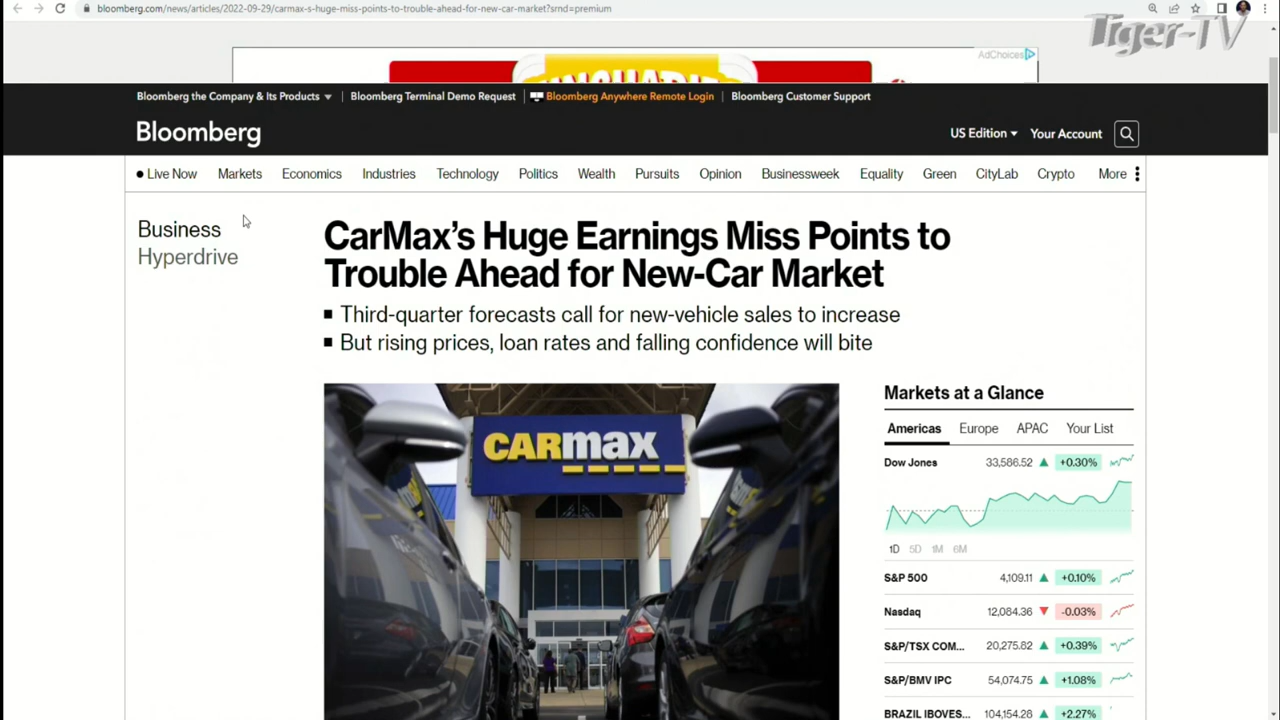 bloomberg.com/news/articles/2022-09-29/carmax-s-huge-miss-points-to-trouble-ahead-for-new-car-market?srnd=premium
Tiger-TV
AdChoices
Bloomberg the Company & Its Products
Bloomberg Terminal Demo Request
Bloomberg Anywhere Remote Login
Bloomberg Customer Support
Bloomberg
US Edition
Your Account
Live Now
Markets
Economics
Industries
Technology
Politics
Wealth
Pursuits
Opinion
Businessweek
Equality
Green
CityLab
Crypto
More
Business
Hyperdrive
CarMax's Huge Earnings Miss Points to
Trouble Ahead for New-Car Market
Third-quarter forecasts call for new-vehicle sales to increase
But rising prices, loan rates and falling confidence will bite
CARMAX
Markets at a Glance
Americas Europe APAC Your List
Dow Jones 33,586.52 +0.30%
1D 5D 1M 6M
S&P 500 4,109.11 +0.10%
Nasdaq 12,084.36 -0.03%
S&P/TSX COM... 20,275.82 +0.39%
S&P/BMV IPC 54,074.75 +1.08%
BRAZIL IBOVES... 104,154.28 +2.27%